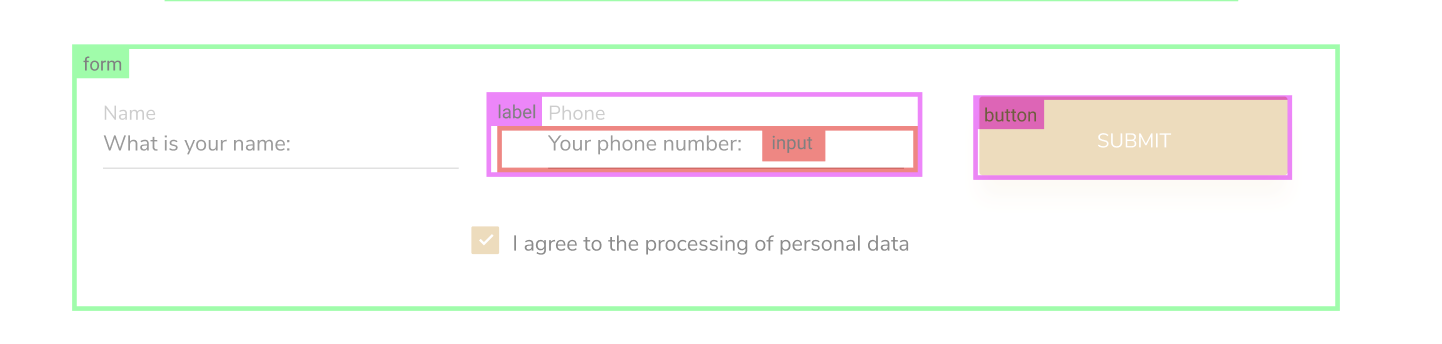 form
Name
What is your name:
label Phone
Your phone number: input
button
SUBMIT
I agree to the processing of personal data